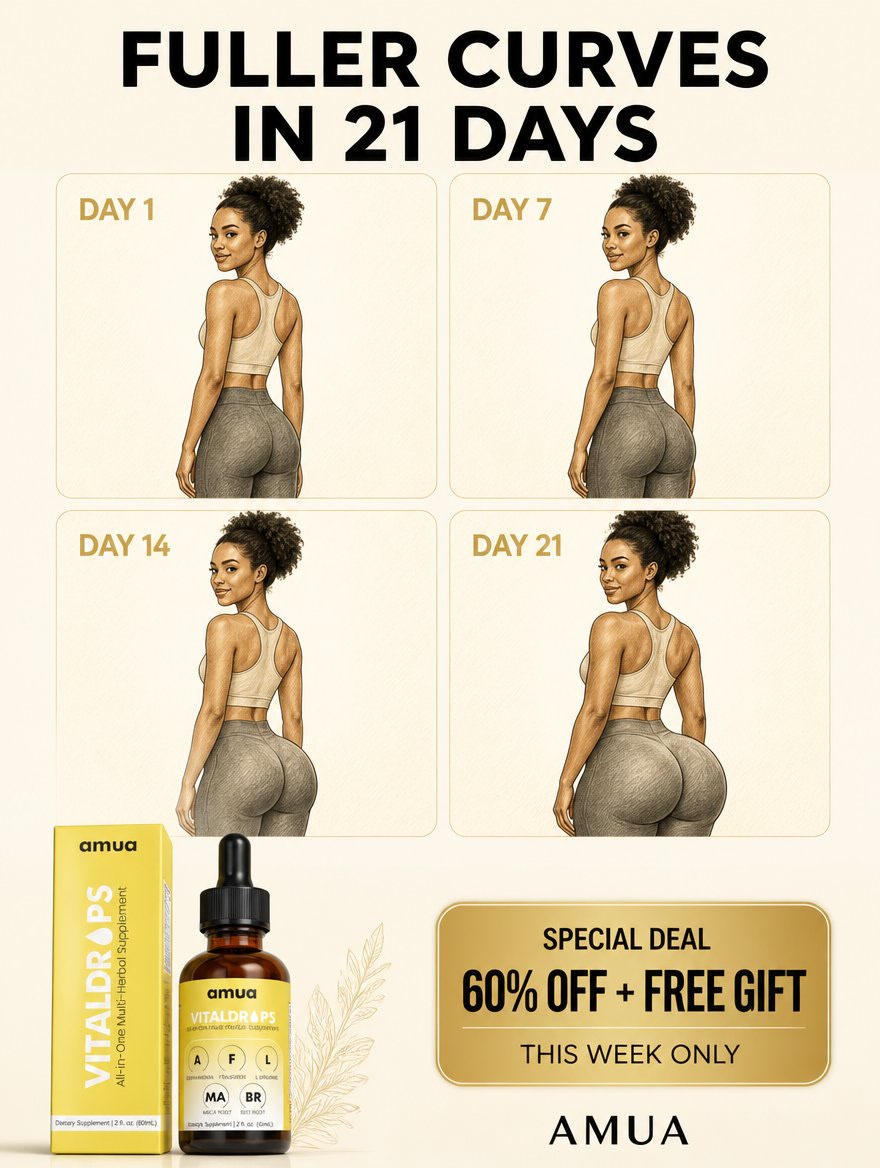 FULLER CURVES
IN 21 DAYS
DAY 1
DAY 7
DAY 14
DAY 21
amua
VITALDROPS
All-in-One Multi-Herbal Supplement
Dietary Supplement | 2 fl. oz. (60mL)
amua
VITALDROPS
A
F
L
MA
BR
MACA ROOT
SPECIAL DEAL
60% OFF + FREE GIFT
THIS WEEK ONLY
AMUA